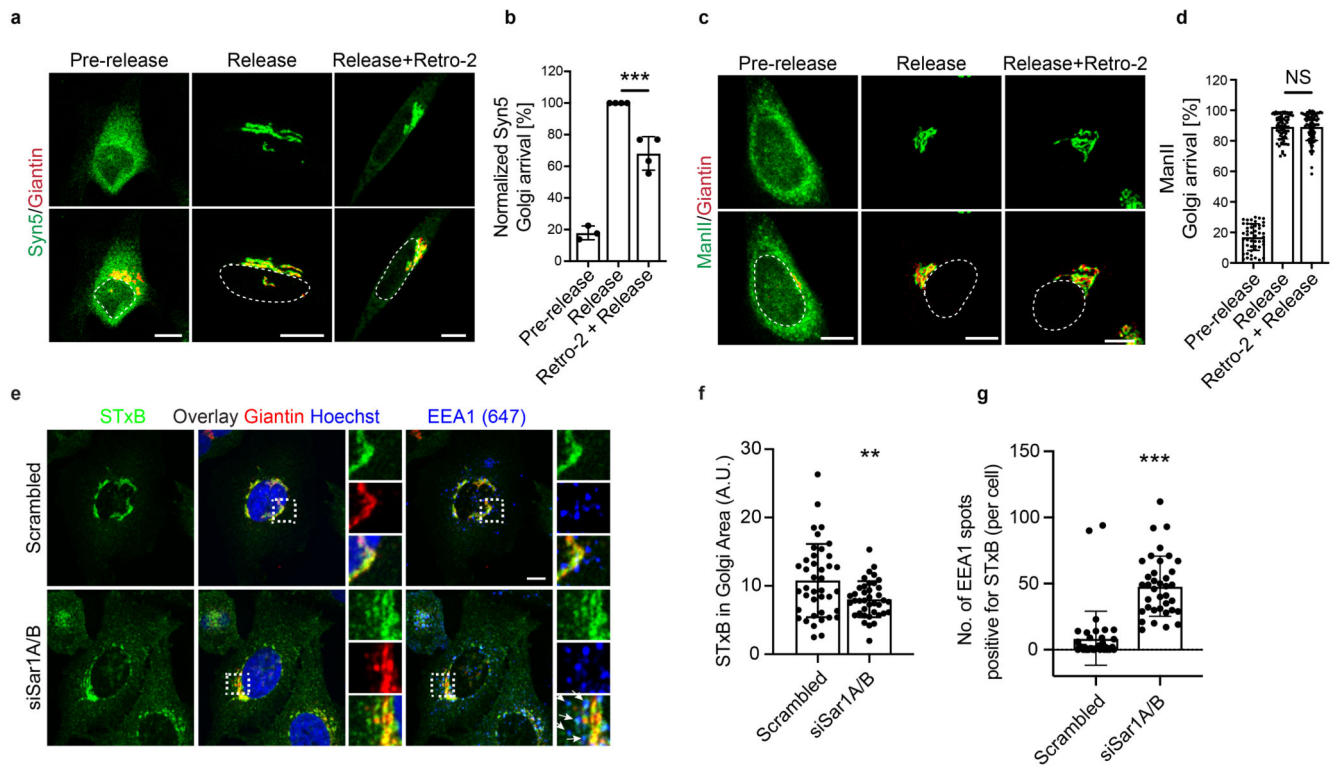 a
Pre-release
Release
Release+Retro-2
Syn5/Giantin
b
Normalized Syn5
Golgi arrival [%]
100
80
60
40
20
0
***
Pre-release
Release
Retro-2 + Release
c
Pre-release
Release
Release+Retro-2
ManII/Giantin
d
ManII
Golgi arrival [%]
120
100
80
60
40
20
0
NS
Pre-release
Release
Retro-2 + Release
e
STxB
Overlay Giantin Hoechst
EEA1 (647)
Scrambled
siSar1A/B
f
STxB in Golgi Area (A.U.)
30
20
10
0
**
Scrambled
siSar1A/B
g
No. of EEA1 spots
positive for STxB (per cell)
150
100
50
0
***
Scrambled
siSar1A/B